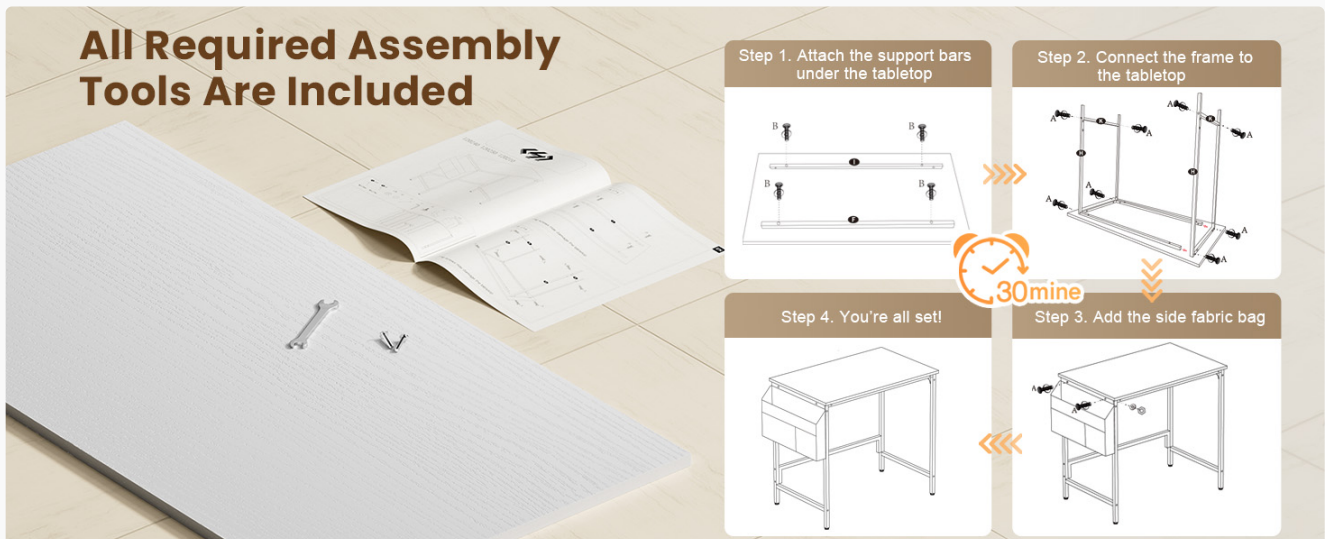 All Required Assembly
Tools Are Included
Step 1. Attach the support bars
under the tabletop
B
B
B
B
Step 2. Connect the frame to
the tabletop
A
A
A
A
A
A
A
A
30mine
Step 4. You're all set!
Step 3. Add the side fabric bag
A
A